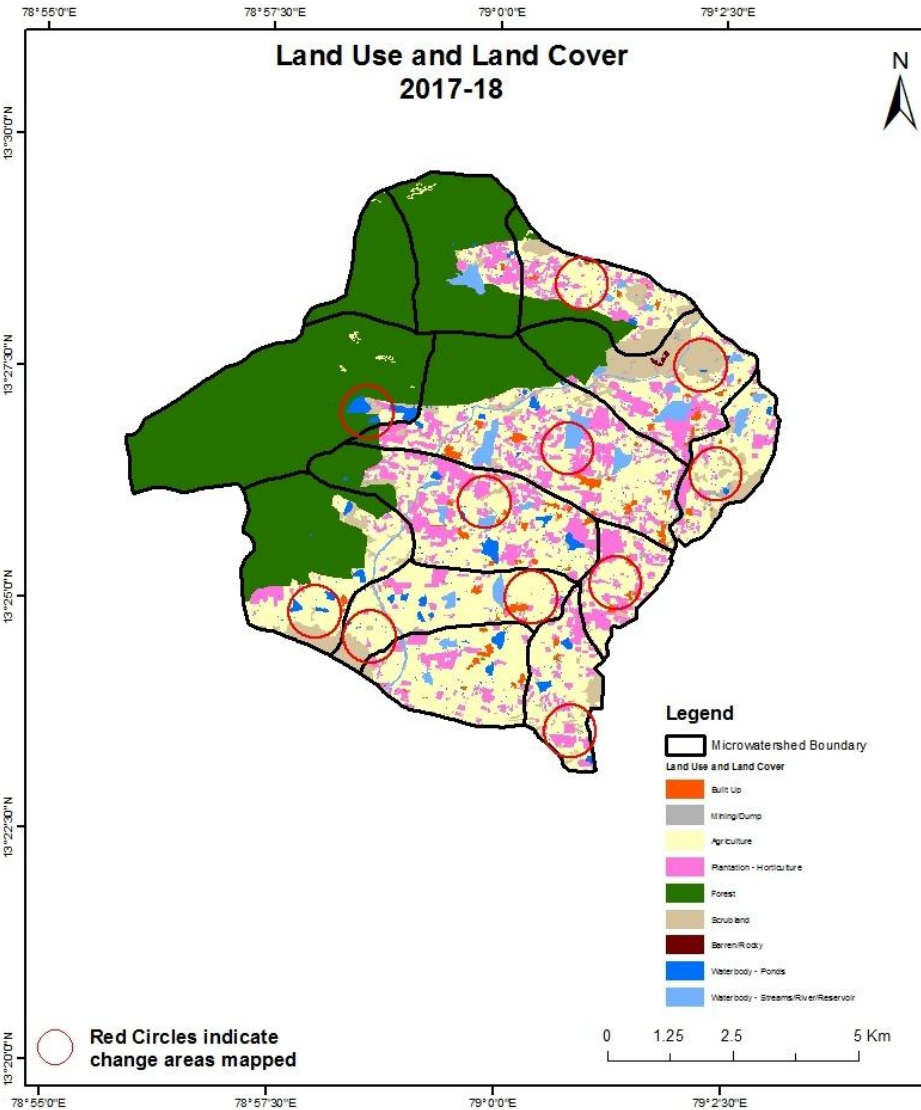 78°55'0"E 78°57'30"E 79°0'0"E 79°2'30"E
Land Use and Land Cover
2017-18
N
13°30'0"N
13°27'30"N
13°25'0"N
13°22'30"N
13°20'0"N
Legend
Microwatershed Boundary
Land Use and Land Cover
Built Up
Mining/Dump
Agriculture
Plantation - Horticulture
Forest
Scrubland
Barren/Rocky
Waterbody - Ponds
Waterbody - Streams/River/Reservoir
Red Circles indicate
change areas mapped
0 1.25 2.5 5 Km
78°55'0"E 78°57'30"E 79°0'0"E 79°2'30"E